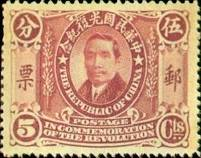 中華民國光復紀念
伍分
郵票
THE REPUBLIC OF CHINA
POSTAGE
5 Cts
IN COMMEMORATION
OF THE REVOLUTION